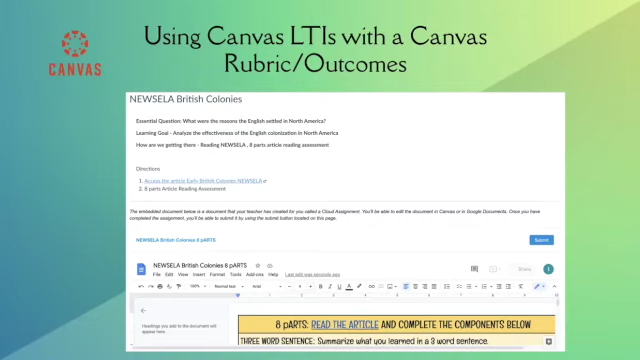 Using Canvas LTIs with a Canvas
Rubric/Outcomes
CANVAS
NEWSELA British Colonies
Essential Question: What were the reasons the English settled in North America?
Learning Goal - Analyze the effectiveness of the English colonization in North America
How are we getting there - Reading NEWSELA , 8 parts article reading assessment
Directions
1. Access the article Early British Colonies NEWSELA
2. 8 parts Article Reading Assessment
The embedded document below is a document that your teacher has created for you called a Cloud Assignment. You'll be able to edit the document in Canvas or in Google Documents. Once you have
completed the assignment, you'll be able to submit it by using the submit button located on this page.
NEWSELA British Colonies 8 pARTS
Submit
NEWSELA British Colonies 8 pARTS
File Edit View Insert Format Tools Add-ons Help Last edit was seconds ago
Share
100% Normal text Arial
Headings you add to the document will
appear here.
8 pARTS: READ THE ARTICLE AND COMPLETE THE COMPONENTS BELOW
THREE WORD SENTENCE: Summarize what you learned in a 3 word sentence.